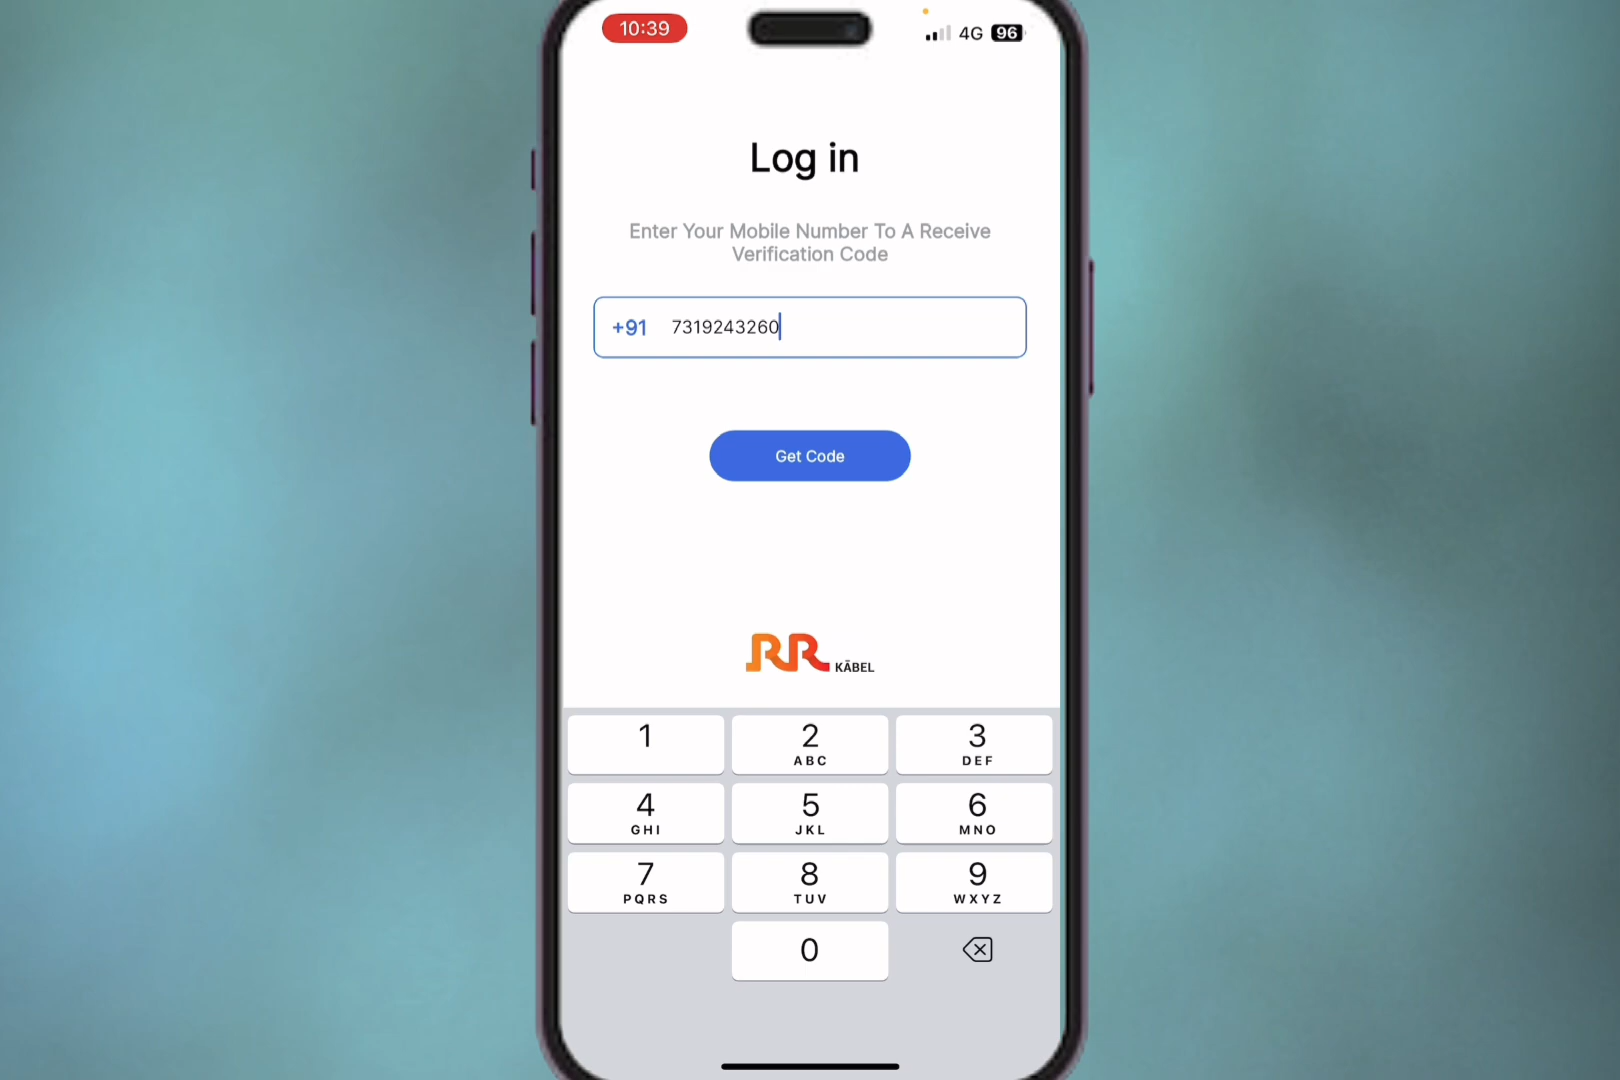 10:39
4G 96
Log in
Enter Your Mobile Number To A Receive
Verification Code
+91 7319243260
Get Code
RR KÄBEL
1
2
ABC
3
DEF
4
GHI
5
JKL
6
MNO
7
PQRS
8
TUV
9
WXYZ
0